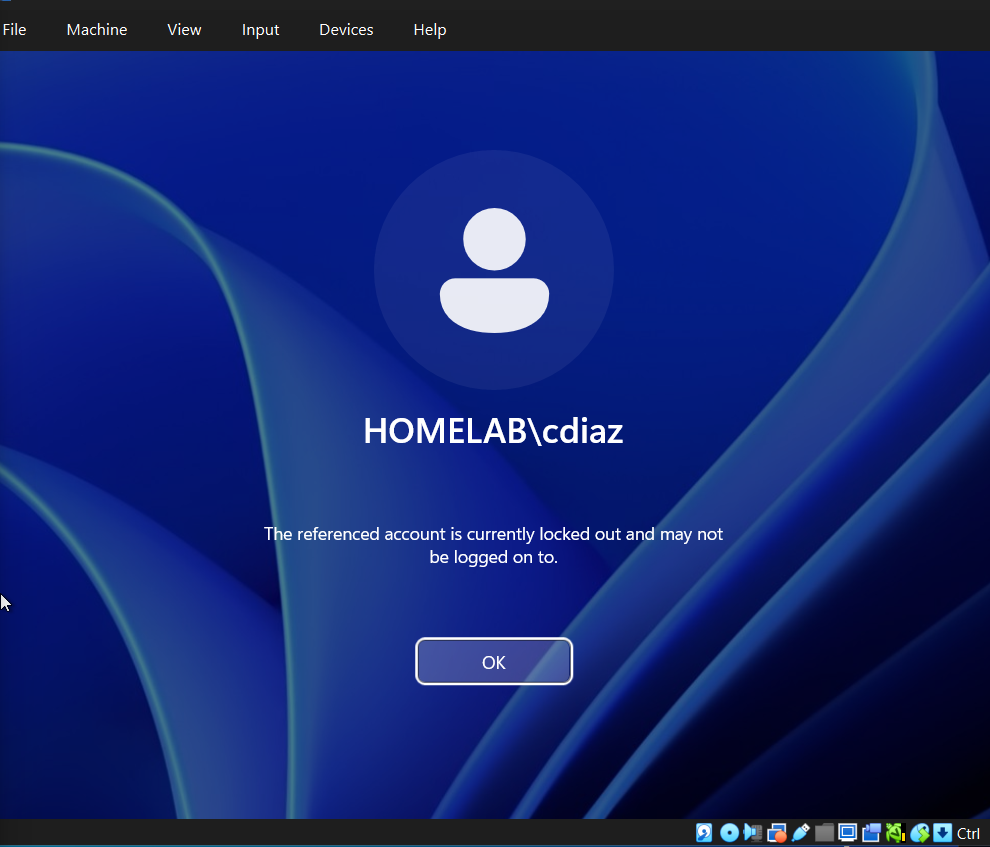 File Machine View Input Devices Help
HOMELAB\cdiaz
The referenced account is currently locked out and may not
be logged on to.
OK
Ctrl